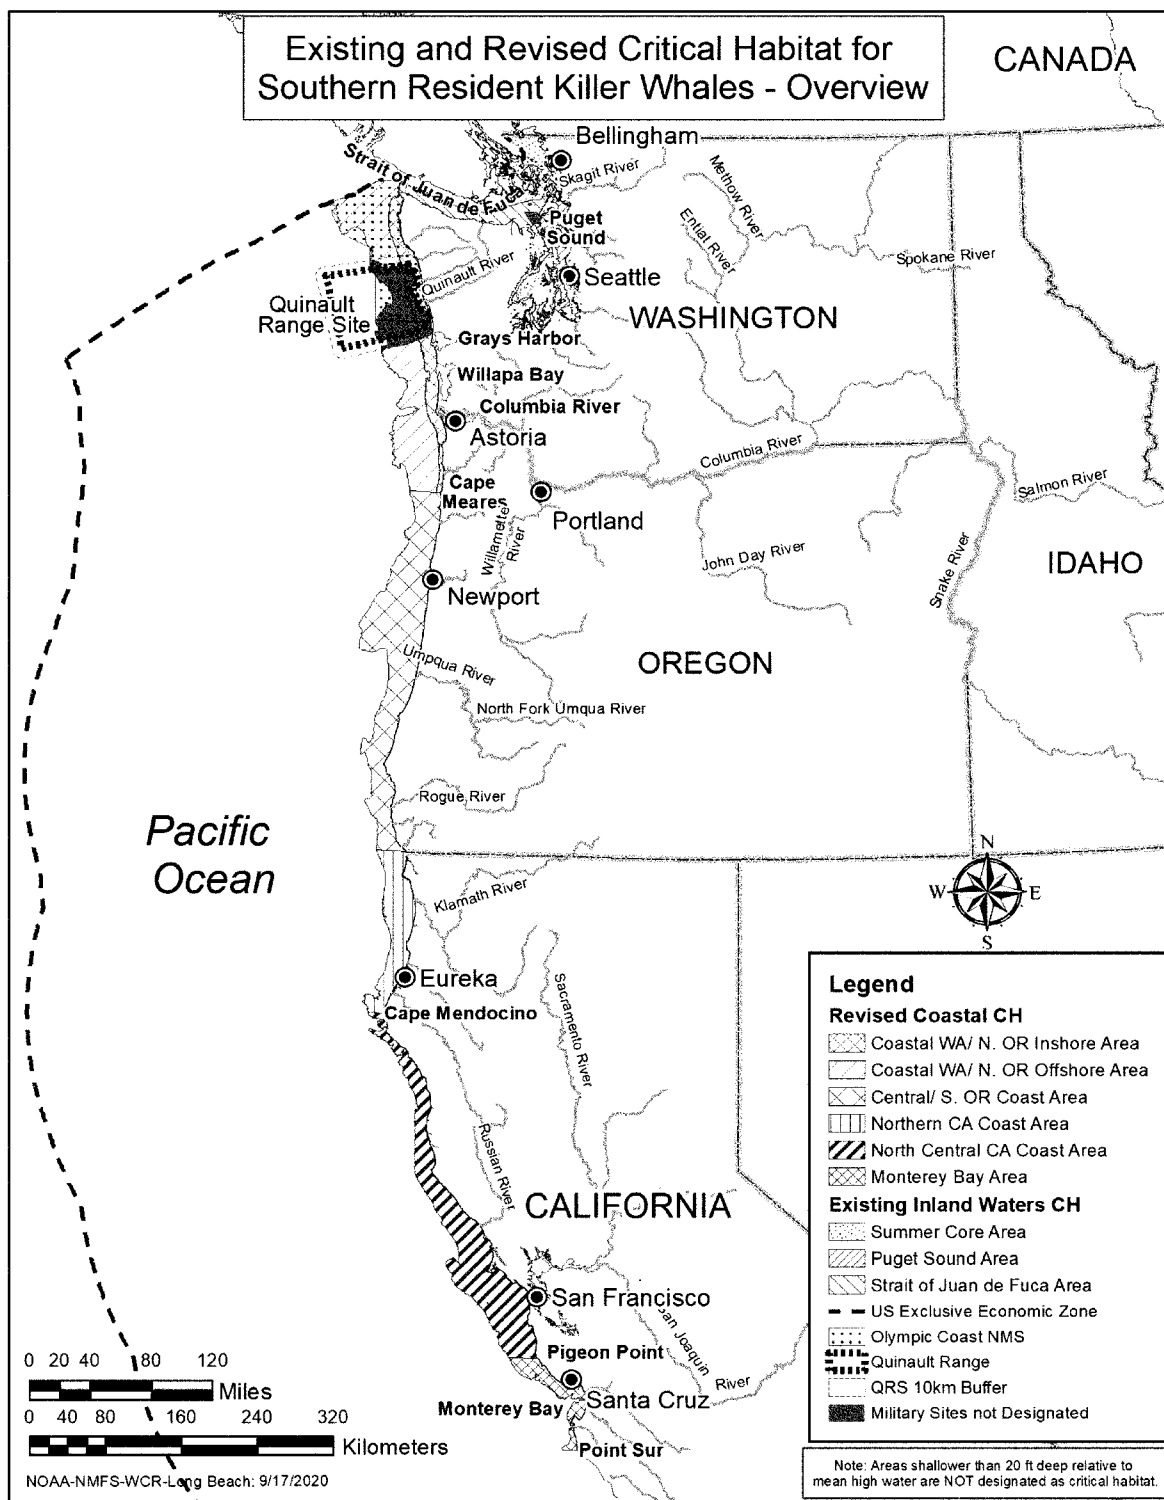 Existing and Revised Critical Habitat for
Southern Resident Killer Whales - Overview
CANADA
Bellingham
Strait of Juan de Fuca
Skagit River
Methow River
Entiat River
Puget
Sound
Spokane River
Quinault River
Seattle
Quinault
Range Site
WASHINGTON
Grays Harbor
Willapa Bay
Columbia River
Astoria
Columbia River
Cape
Meares
Salmon River
Portland
Willamette
River
John Day River
Snake River
IDAHO
Newport
Umpqua River
OREGON
North Fork Umqua River
Rogue River
Pacific
Ocean
N
W
E
S
Klamath River
Eureka
Sacramento River
Cape Mendocino
Russian River
CALIFORNIA
San Francisco
San Joaquin
River
Pigeon Point
Santa Cruz
Monterey Bay
Point Sur
Legend
Revised Coastal CH
Coastal WA/ N. OR Inshore Area
Coastal WA/ N. OR Offshore Area
Central/ S. OR Coast Area
Northern CA Coast Area
North Central CA Coast Area
Monterey Bay Area
Existing Inland Waters CH
Summer Core Area
Puget Sound Area
Strait of Juan de Fuca Area
US Exclusive Economic Zone
Olympic Coast NMS
Quinault Range
QRS 10km Buffer
Military Sites not Designated
0 20 40 80 120
Miles
0 40 80 160 240 320
Kilometers
NOAA-NMFS-WCR-Long Beach: 9/17/2020
Note: Areas shallower than 20 ft deep relative to
mean high water are NOT designated as critical habitat.